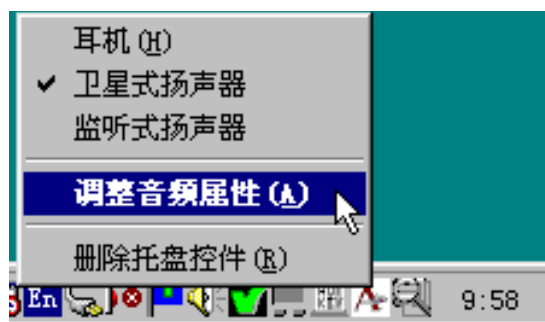 耳机(H)
卫星式扬声器
监听式扬声器
调整音频属性(A)
删除托盘控件(R)
En 9:58